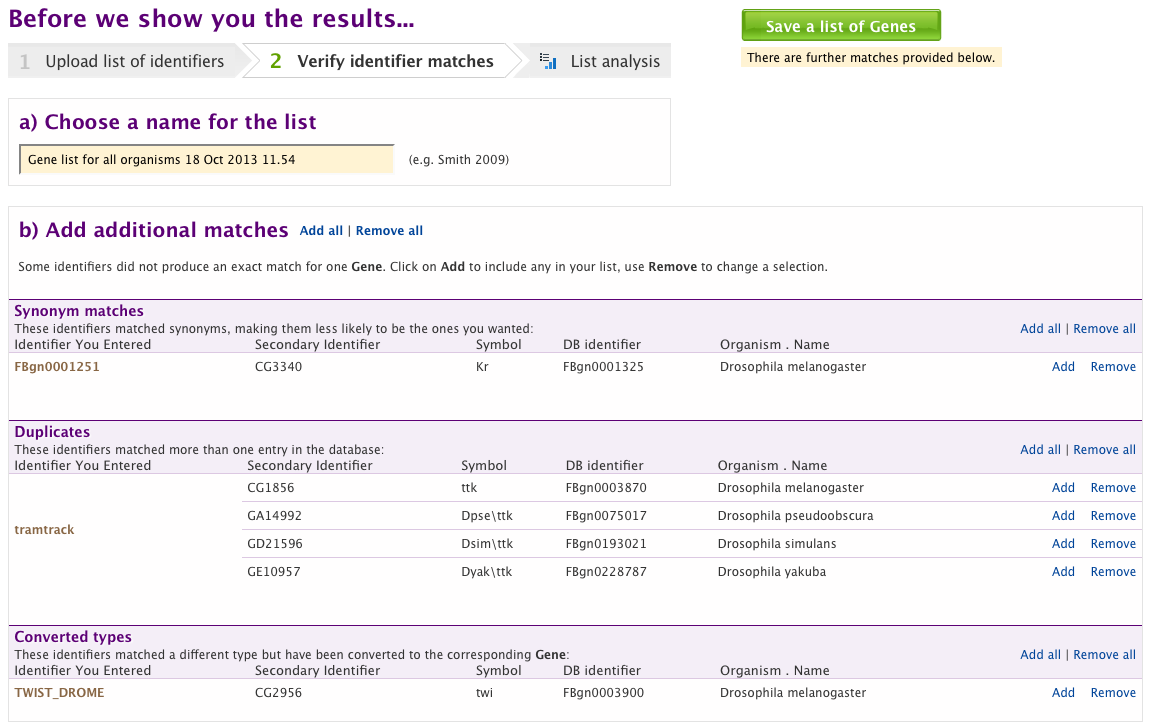 Before we show you the results...
Save a list of Genes
There are further matches provided below.
1 Upload list of identifiers 2 Verify identifier matches List analysis
a) Choose a name for the list
Gene list for all organisms 18 Oct 2013 11.54 (e.g. Smith 2009)
b) Add additional matches Add all | Remove all
Some identifiers did not produce an exact match for one Gene. Click on Add to include any in your list, use Remove to change a selection.
Synonym matches
These identifiers matched synonyms, making them less likely to be the ones you wanted: Add all | Remove all
Identifier You Entered Secondary Identifier Symbol DB identifier Organism . Name
FBgn0001251 CG3340 Kr FBgn0001325 Drosophila melanogaster Add Remove
Duplicates
These identifiers matched more than one entry in the database: Add all | Remove all
Identifier You Entered Secondary Identifier Symbol DB identifier Organism . Name
CG1856 ttk FBgn0003870 Drosophila melanogaster Add Remove
GA14992 Dpse\ttk FBgn0075017 Drosophila pseudoobscura Add Remove
tramtrack
GD21596 Dsim\ttk FBgn0193021 Drosophila simulans Add Remove
GE10957 Dyak\ttk FBgn0228787 Drosophila yakuba Add Remove
Converted types
These identifiers matched a different type but have been converted to the corresponding Gene: Add all | Remove all
Identifier You Entered Secondary Identifier Symbol DB identifier Organism . Name
TWIST_DROME CG2956 twi FBgn0003900 Drosophila melanogaster Add Remove